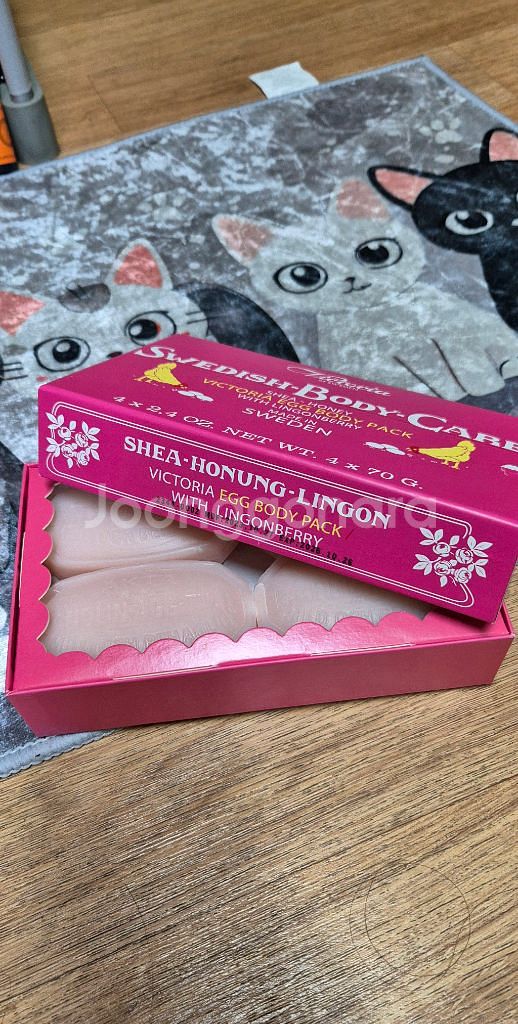 Victoria
SWEDISH-BODY-CARE
SHEA-HONEY
VICTORIA EGG BODY PACK
WITH LINGONBERRY
MADE IN
SWEDEN
4 x 2,4 OZ. NET WT. 4 x 70 G.
SHEA-HONUNG-LINGON
VICTORIA EGG BODY PACK
WITH LINGONBERRY
Joonggonara